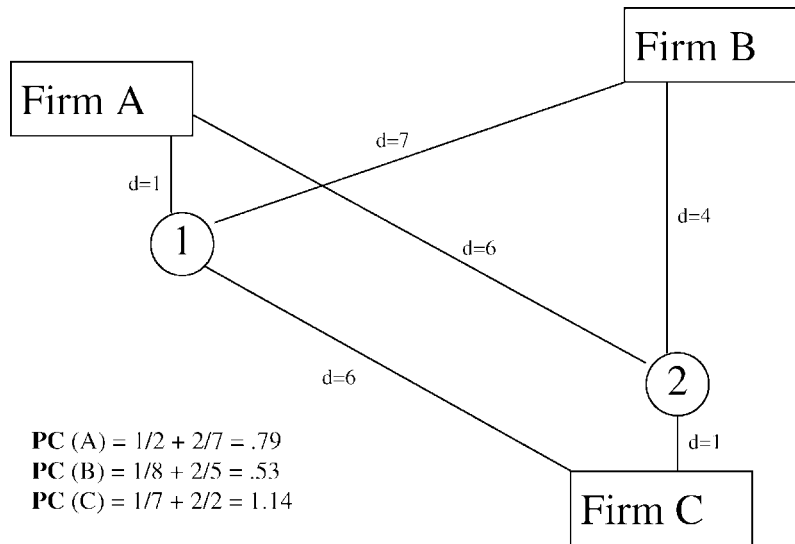 Firm B
Firm A
d=7
d=1
1
d=6
d=4
d=6
2
d=1
PC (A) = 1/2 + 2/7 = .79
PC (B) = 1/8 + 2/5 = .53
PC (C) = 1/7 + 2/2 = 1.14
Firm C